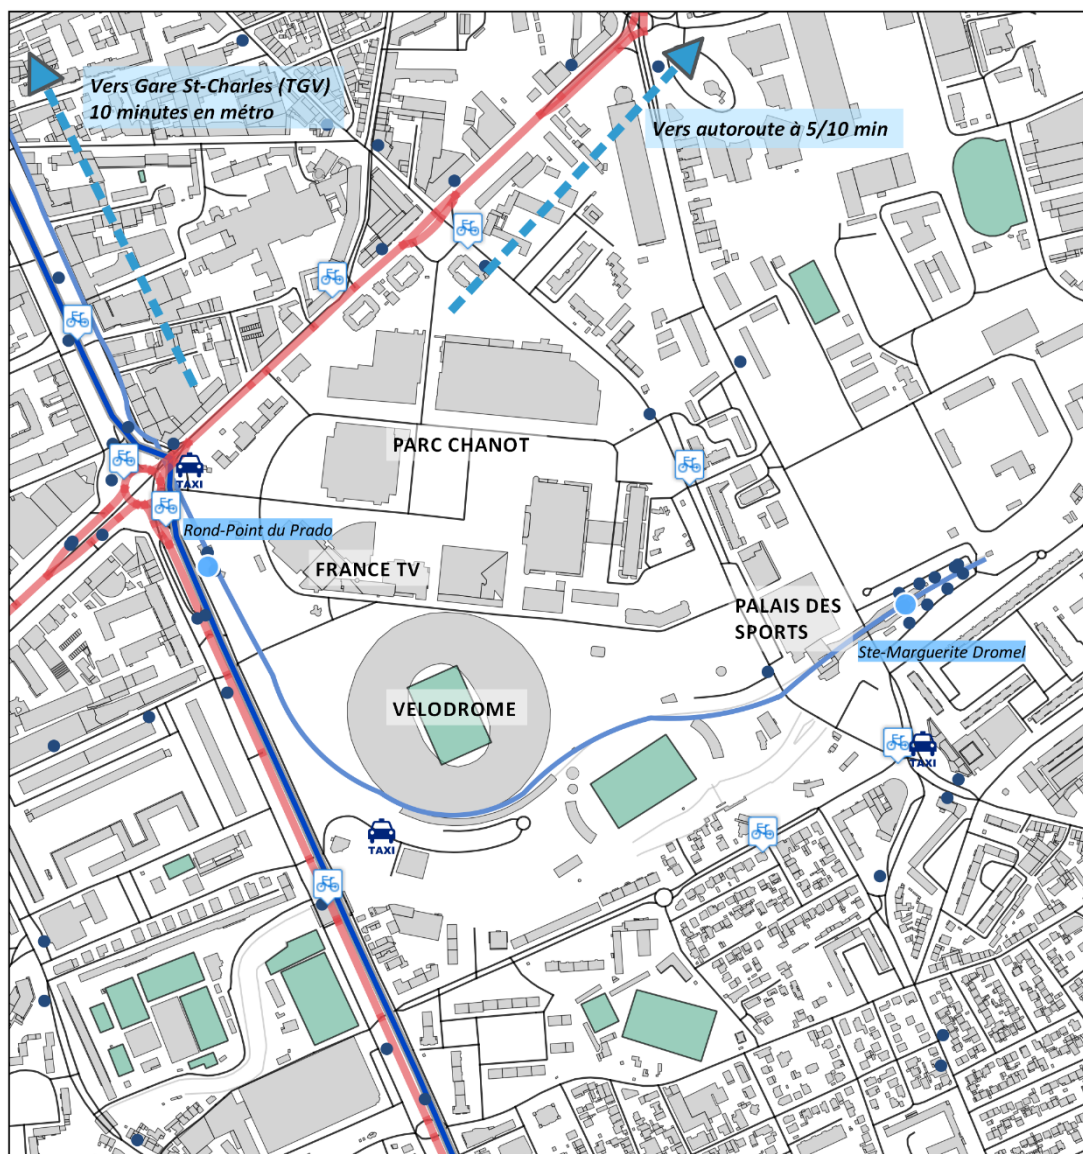 Vers Gare St-Charles (TGV)
10 minutes en métro
Vers autoroute à 5/10 min
PARC CHANOT
TAXI
Rond-Point du Prado
FRANCE TV
PALAIS DES
SPORTS
Ste-Marguerite Dromel
VELODROME
TAXI
TAXI